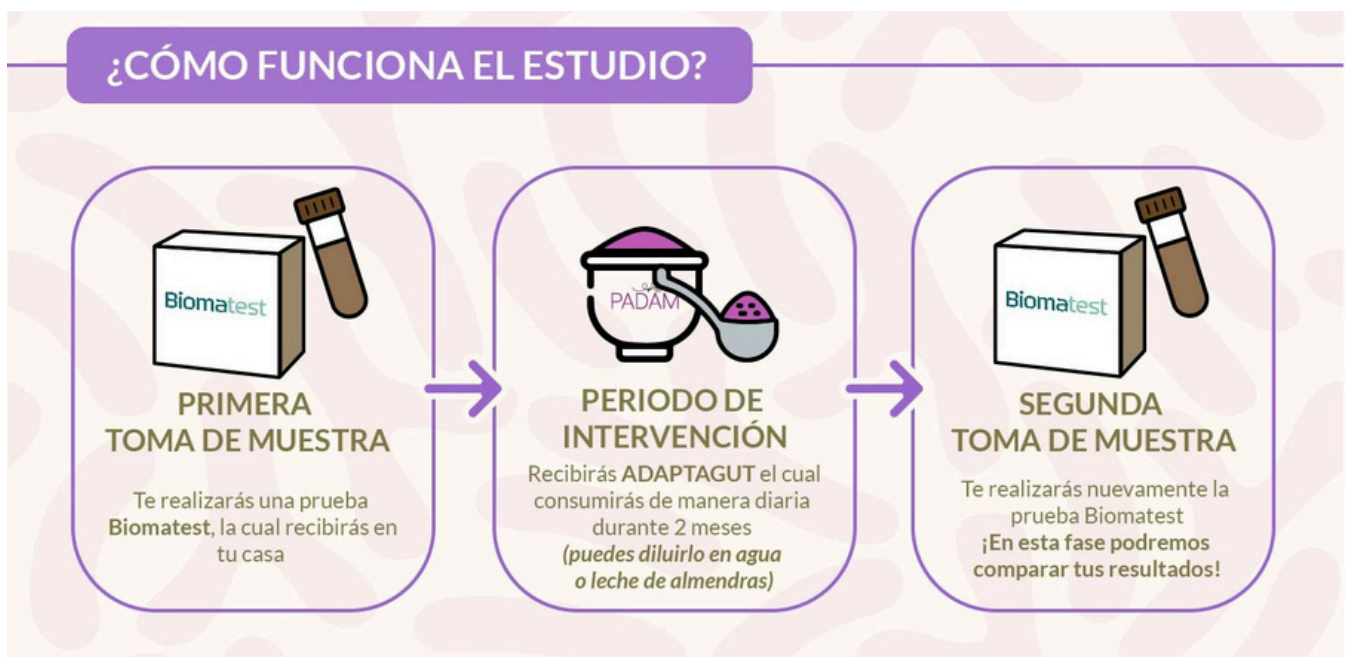 ¿CÓMO FUNCIONA EL ESTUDIO?
Biomatest
PRIMERA
TOMA DE MUESTRA
Te realizarás una prueba
Biomatest, la cual recibirás en
tu casa
PADAM
PERIODO DE
INTERVENCIÓN
Recibirás ADAPTAGUT el cual
consumirás de manera diaria
durante 2 meses
(puedes diluirlo en agua
o leche de almendras)
Biomatest
SEGUNDA
TOMA DE MUESTRA
Te realizarás nuevamente la
prueba Biomatest
¡En esta fase podremos
comparar tus resultados!